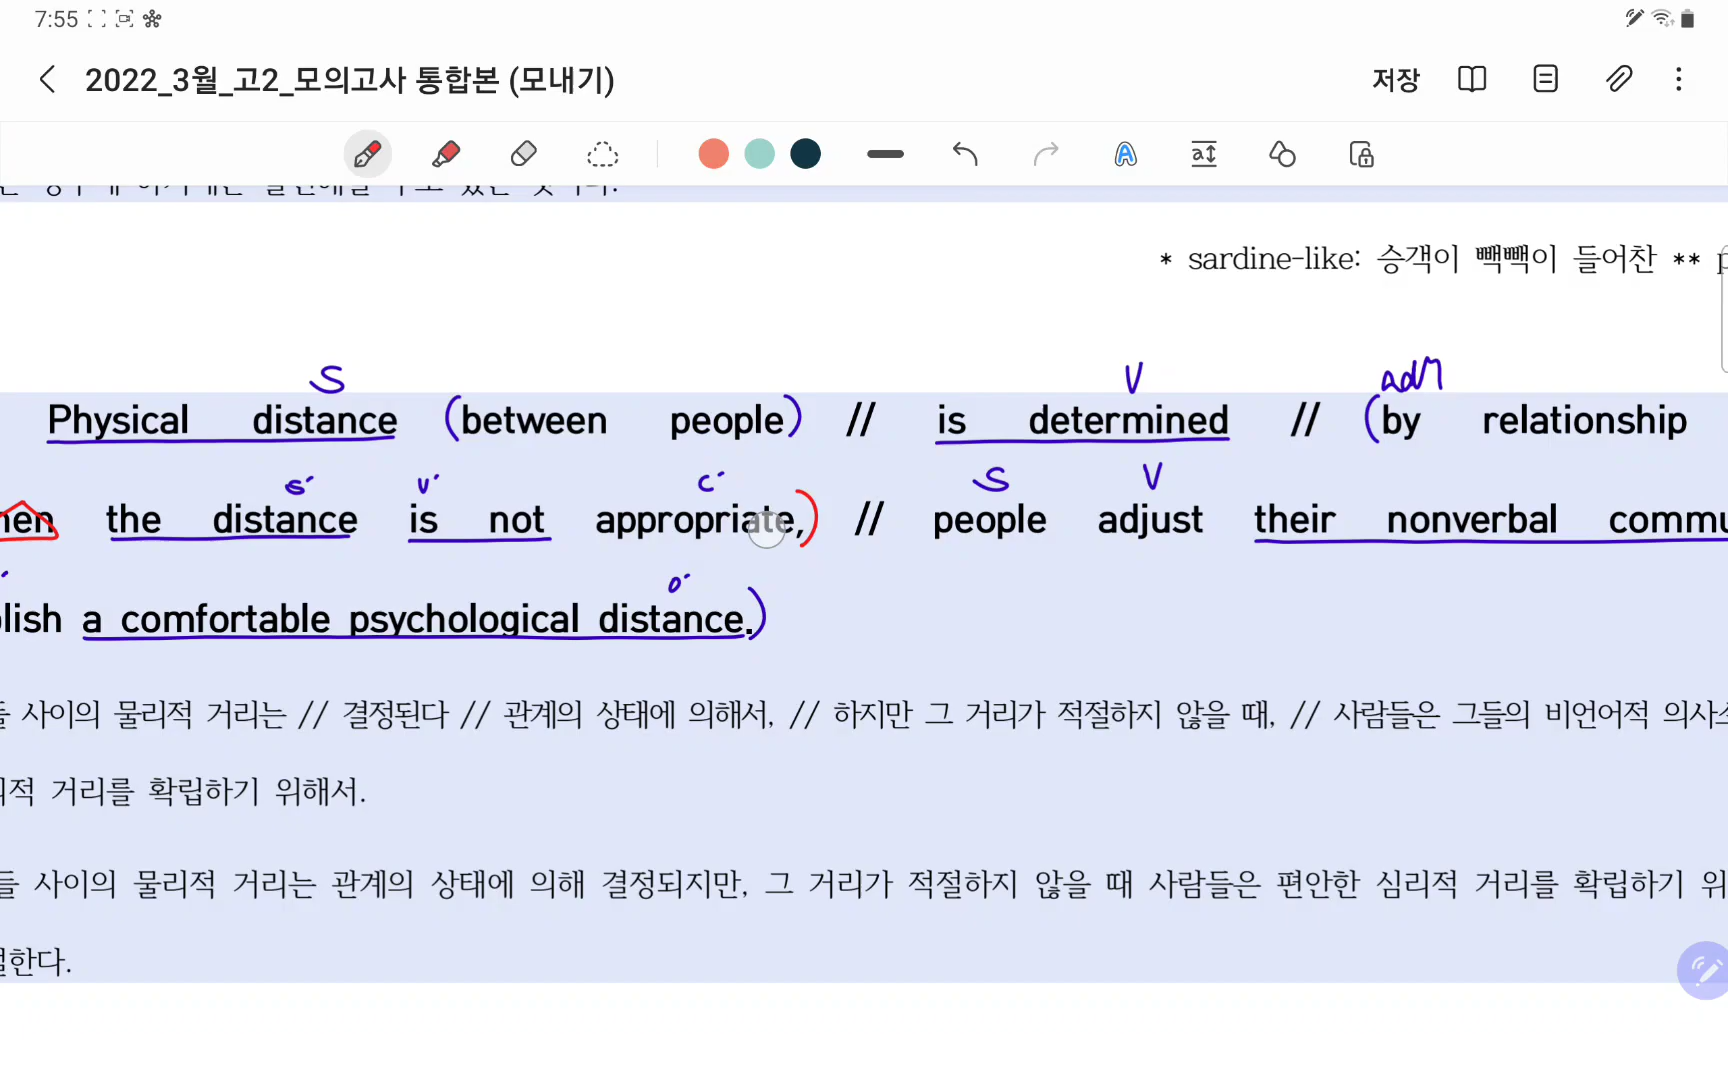 7:55
2022_3월_고2_모의고사 통합본 (모내기)
저장
* sardine-like: 승객이 빽빽이 들어찬 **
S V adM
Physical distance (between people) // is determined // (by relationship
s' v' c' S V
the distance is not appropriate,) // people adjust their nonverbal
o'
a comfortable psychological distance.)
사이의 물리적 거리는 // 결정된다 // 관계의 상태에 의해서, // 하지만 그 거리가 적절하지 않을 때, // 사람들은 그들의 비언어적
거리를 확립하기 위해서.
사이의 물리적 거리는 관계의 상태에 의해 결정되지만, 그 거리가 적절하지 않을 때 사람들은 편안한 심리적 거리를 확립하기